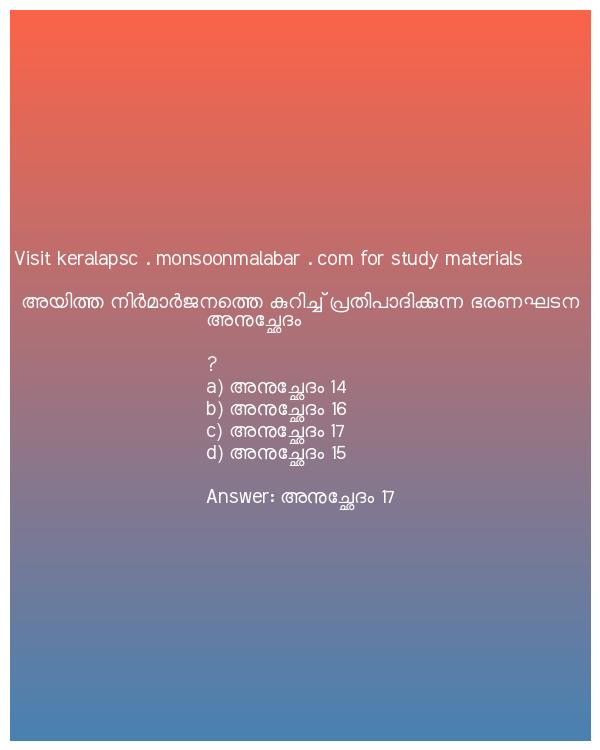 Visit keralapsc . monsoonmalabar . com for study materials
അയിത്ത നിർമാർജനത്തെ കുറിച്ച് പ്രതിപാദിക്കുന്ന ഭരണഘടന
അനുച്ഛേദം
?
a) അനുച്ഛേദം 14
b) അനുച്ഛേദം 16
c) അനുച്ഛേദം 17
d) അനുച്ഛേദം 15
Answer: അനുച്ഛേദം 17